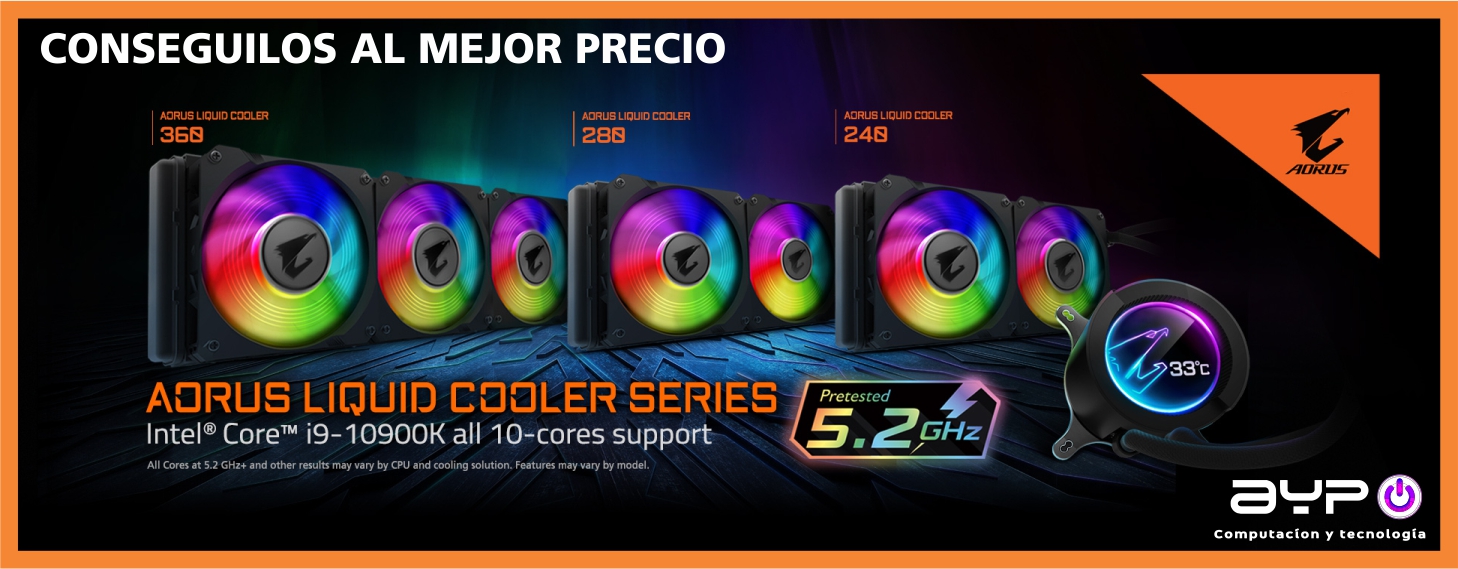 CONSEGUILOS AL MEJOR PRECIO
AORUS LIQUID COOLER
360
AORUS LIQUID COOLER
280
AORUS LIQUID COOLER
240
AORUS
33°C
AORUS LIQUID COOLER SERIES
Intel® Core™ i9-10900K all 10-cores support
All Cores at 5.2 GHz+ and other results may vary by CPU and cooling solution. Features may vary by model.
Pretested
5.2GHz
AYP
Computacíon y tecnología